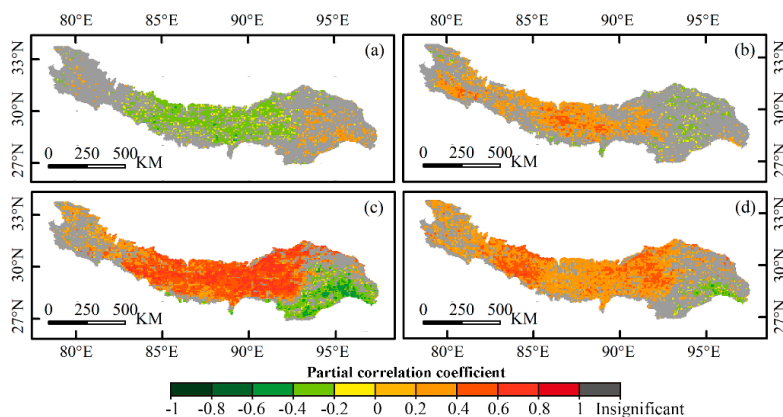 80°E 85°E 90°E 95°E 80°E 85°E 90°E 95°E
33°N 30°N 27°N (a) 0 250 500 KM
33°N 30°N 27°N (b) 0 250 500 KM
33°N 30°N 27°N (c) 0 250 500 KM
33°N 30°N 27°N (d) 0 250 500 KM
80°E 85°E 90°E 95°E 80°E 85°E 90°E 95°E
Partial correlation coefficient
-1 -0.8 -0.6 -0.4 -0.2 0 0.2 0.4 0.6 0.8 1 Insignificant